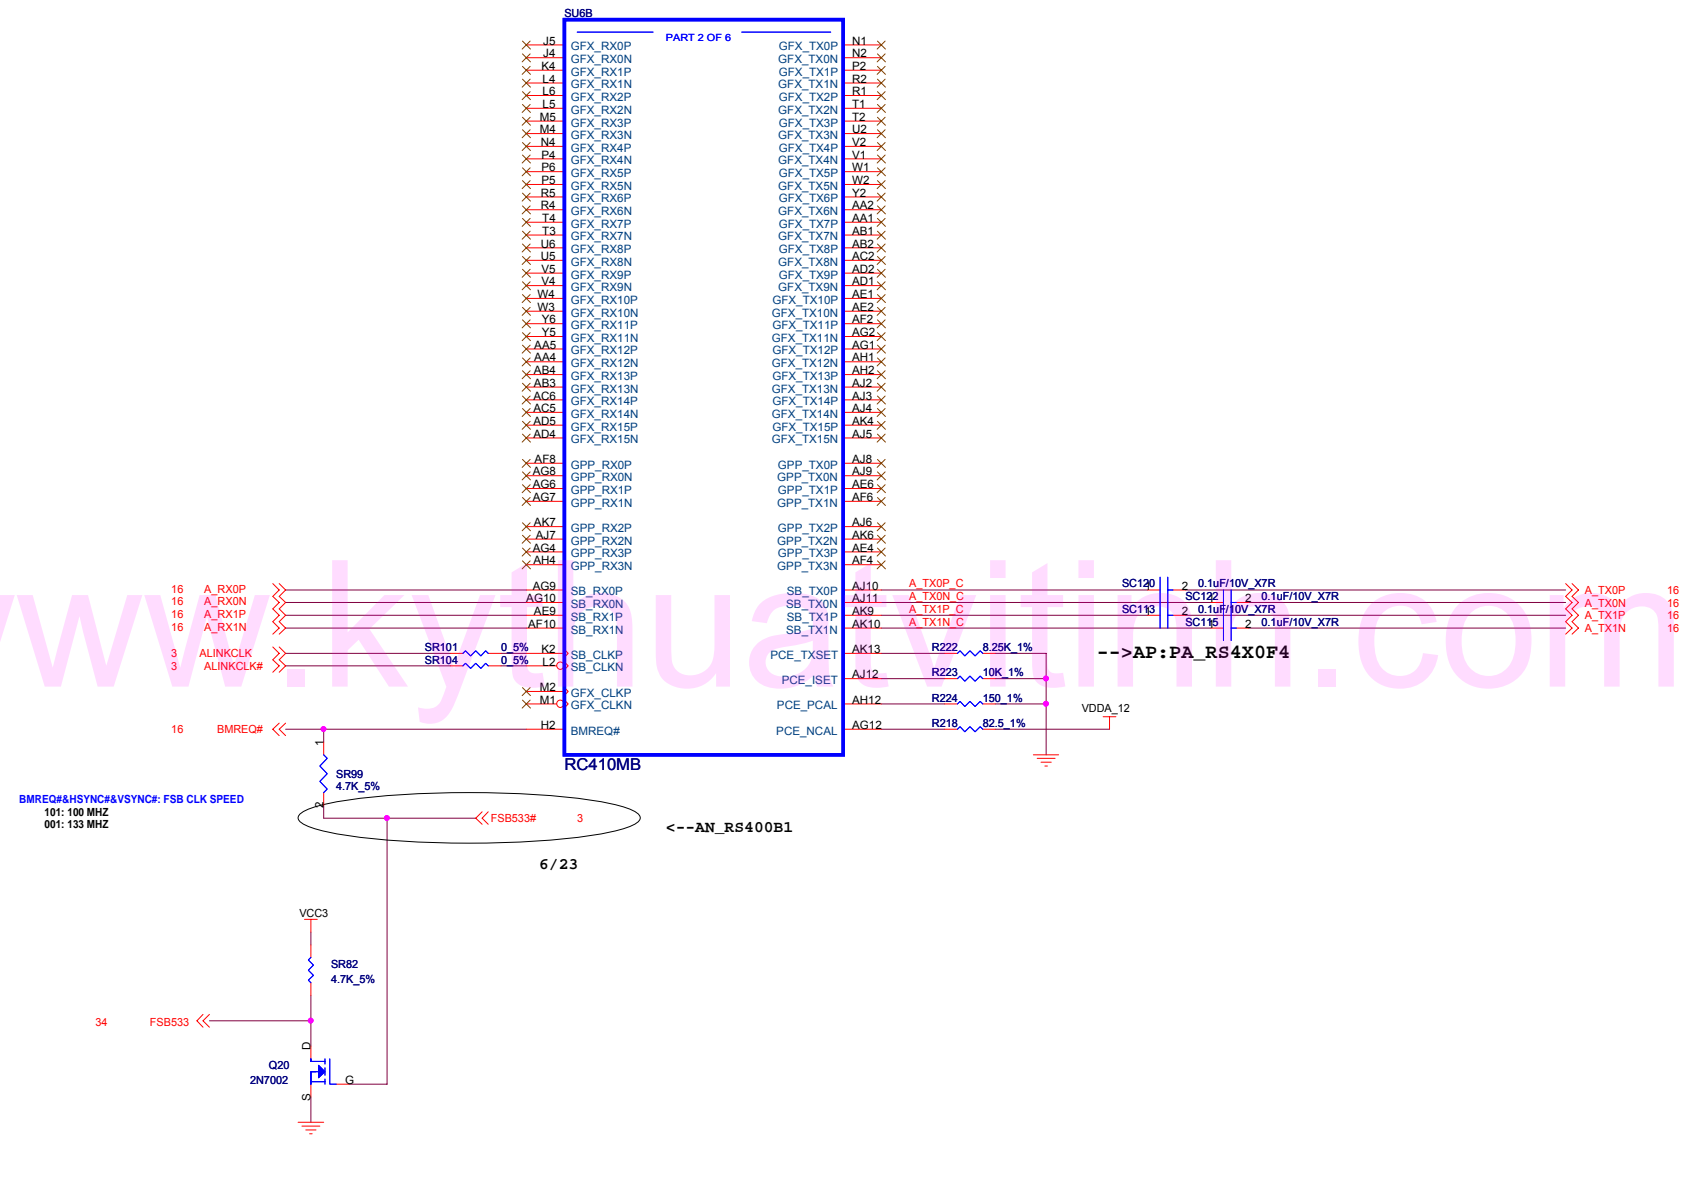 SU6B
PART 2 OF 6
J5 GFX_RX0P GFX_TX0P N1
J4 GFX_RX0N GFX_TX0N N2
K4 GFX_RX1P GFX_TX1P P2
L4 GFX_RX1N GFX_TX1N R2
L6 GFX_RX2P GFX_TX2P R1
L5 GFX_RX2N GFX_TX2N T1
M5 GFX_RX3P GFX_TX3P T2
M4 GFX_RX3N GFX_TX3N U2
N4 GFX_RX4P GFX_TX4P V2
P4 GFX_RX4N GFX_TX4N V1
P6 GFX_RX5P GFX_TX5P W1
P5 GFX_RX5N GFX_TX5N W2
R5 GFX_RX6P GFX_TX6P Y2
R4 GFX_RX6N GFX_TX6N AA2
T4 GFX_RX7P GFX_TX7P AA1
T3 GFX_RX7N GFX_TX7N AB1
U6 GFX_RX8P GFX_TX8P AB2
U5 GFX_RX8N GFX_TX8N AC2
V5 GFX_RX9P GFX_TX9P AD2
V4 GFX_RX9N GFX_TX9N AD1
W4 GFX_RX10P GFX_TX10P AE1
W3 GFX_RX10N GFX_TX10N AE2
Y6 GFX_RX11P GFX_TX11P AF2
Y5 GFX_RX11N GFX_TX11N AG2
AA5 GFX_RX12P GFX_TX12P AG1
AA4 GFX_RX12N GFX_TX12N AH1
AB4 GFX_RX13P GFX_TX13P AH2
AB3 GFX_RX13N GFX_TX13N AJ2
AC6 GFX_RX14P GFX_TX14P AJ3
AC5 GFX_RX14N GFX_TX14N AJ4
AD5 GFX_RX15P GFX_TX15P AK4
AD4 GFX_RX15N GFX_TX15N AJ5
AF8 GPP_RX0P GPP_TX0P AJ8
AG8 GPP_RX0N GPP_TX0N AJ9
AG6 GPP_RX1P GPP_TX1P AE6
AG7 GPP_RX1N GPP_TX1N AF6
AK7 GPP_RX2P GPP_TX2P AJ6
AJ7 GPP_RX2N GPP_TX2N AK6
AG4 GPP_RX3P GPP_TX3P AE4
AH4 GPP_RX3N GPP_TX3N AF4
16 A_RX0P AG9 SB_RX0P SB_TX0P AJ10 A_TX0P_C SC120 1 2 0.1uF/10V_X7R A_TX0P 16
16 A_RX0N AG10 SB_RX0N SB_TX0N AJ11 A_TX0N_C SC122 1 2 0.1uF/10V_X7R A_TX0N 16
16 A_RX1P AE9 SB_RX1P SB_TX1P AK9 A_TX1P_C SC113 1 2 0.1uF/10V_X7R A_TX1P 16
16 A_RX1N AF10 SB_RX1N SB_TX1N AK10 A_TX1N_C SC115 1 2 0.1uF/10V_X7R A_TX1N 16
3 ALINKCLK SR101 0_5% K2 SB_CLKP PCE_TXSET AK13 R222 8.25K_1% -->AP:PA_RS4X0F4
3 ALINKCLK# SR104 0_5% L2 SB_CLKN
PCE_ISET AJ12 R223 10K_1%
M2 GFX_CLKP
M1 GFX_CLKN PCE_PCAL AH12 R224 150_1%
VDDA_12
16 BMREQ# H2 BMREQ# PCE_NCAL AG12 R218 82.5_1%
RC410MB
1
SR99
4.7K_5%
2
BMREQ#&HSYNC#&VSYNC#: FSB CLK SPEED
101: 100 MHZ
001: 133 MHZ
FSB533# 3
<--AN_RS400B1
6/23
VCC3
SR82
4.7K_5%
34 FSB533
D
Q20
2N7002
G
S
www.kythuatvitinh.com